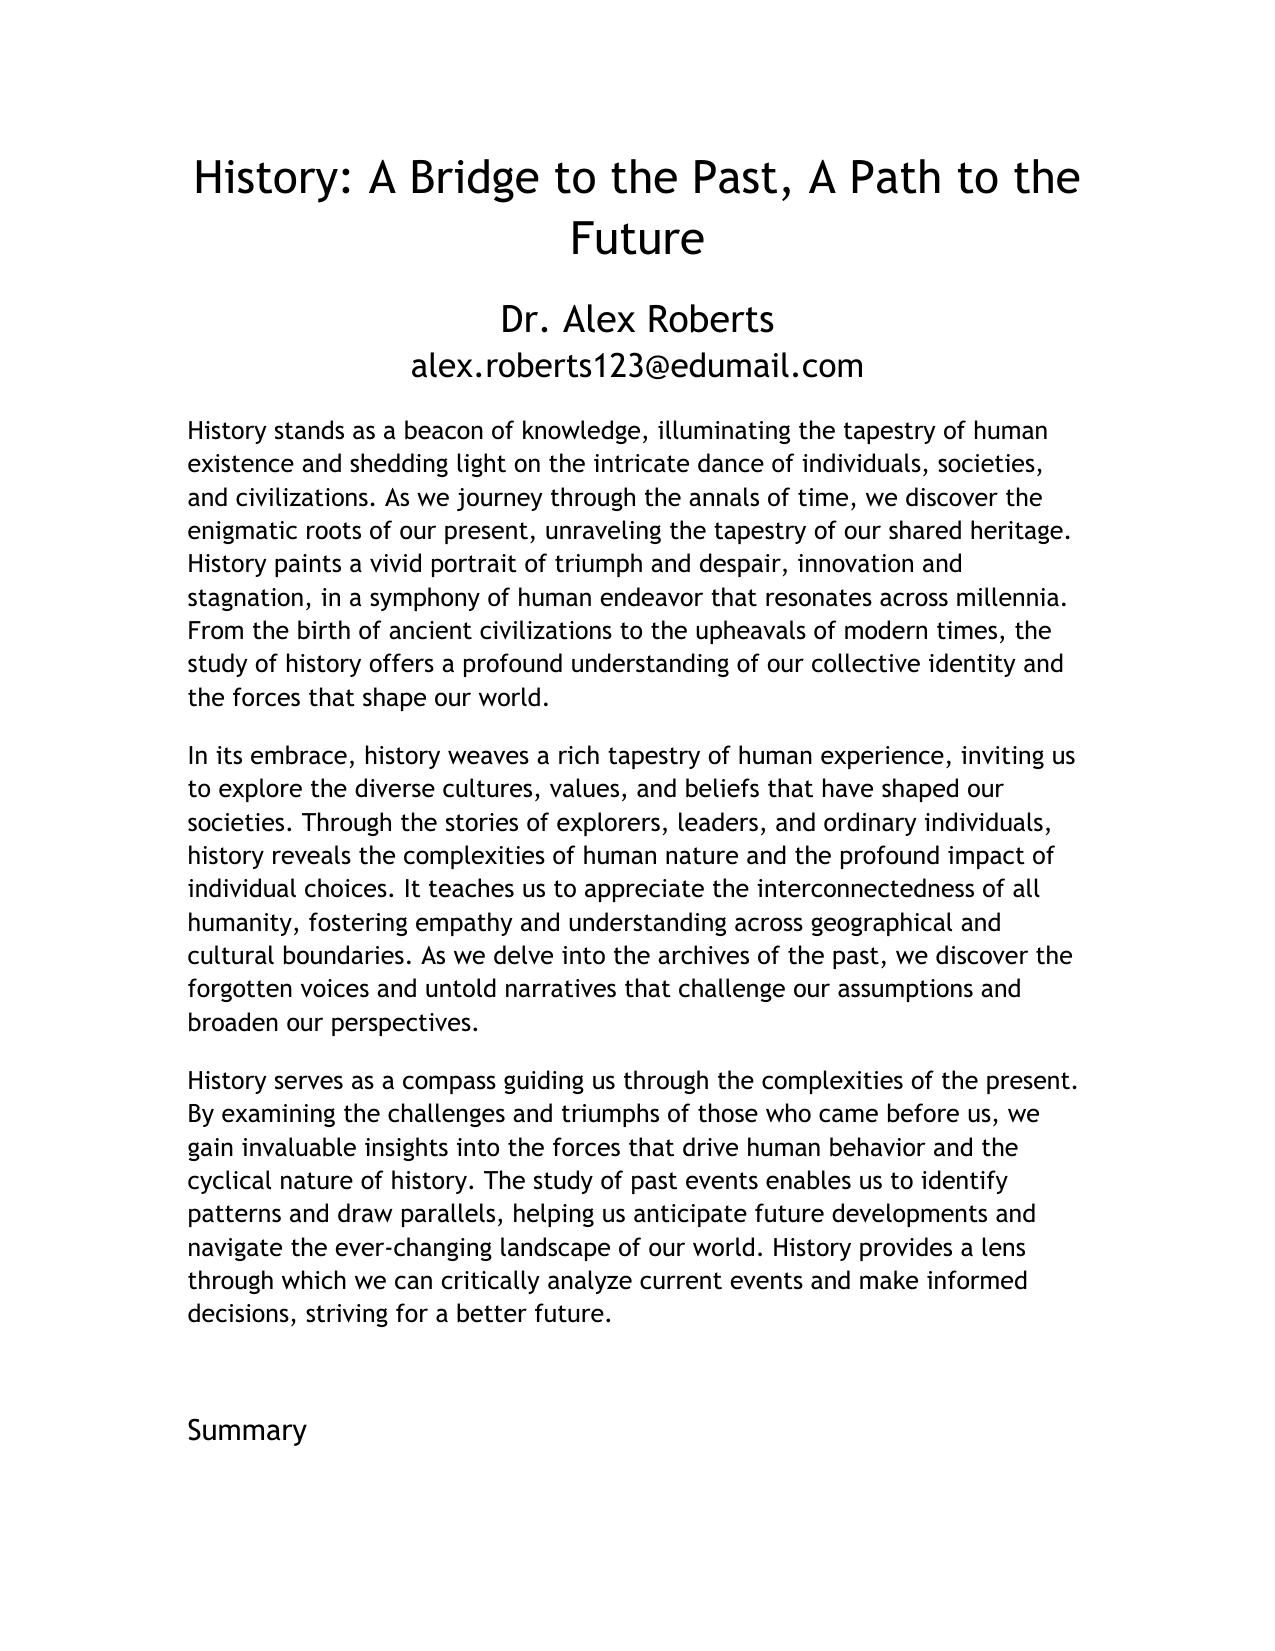 History: A Bridge to the Past, A Path to the
Future
Dr. Alex Roberts
alex.roberts123@edumail.com
History stands as a beacon of knowledge, illuminating the tapestry of human
existence and shedding light on the intricate dance of individuals, societies,
and civilizations. As we journey through the annals of time, we discover the
enigmatic roots of our present, unraveling the tapestry of our shared heritage.
History paints a vivid portrait of triumph and despair, innovation and
stagnation, in a symphony of human endeavor that resonates across millennia.
From the birth of ancient civilizations to the upheavals of modern times, the
study of history offers a profound understanding of our collective identity and
the forces that shape our world.
In its embrace, history weaves a rich tapestry of human experience, inviting us
to explore the diverse cultures, values, and beliefs that have shaped our
societies. Through the stories of explorers, leaders, and ordinary individuals,
history reveals the complexities of human nature and the profound impact of
individual choices. It teaches us to appreciate the interconnectedness of all
humanity, fostering empathy and understanding across geographical and
cultural boundaries. As we delve into the archives of the past, we discover the
forgotten voices and untold narratives that challenge our assumptions and
broaden our perspectives.
History serves as a compass guiding us through the complexities of the present.
By examining the challenges and triumphs of those who came before us, we
gain invaluable insights into the forces that drive human behavior and the
cyclical nature of history. The study of past events enables us to identify
patterns and draw parallels, helping us anticipate future developments and
navigate the ever-changing landscape of our world. History provides a lens
through which we can critically analyze current events and make informed
decisions, striving for a better future.
Summary